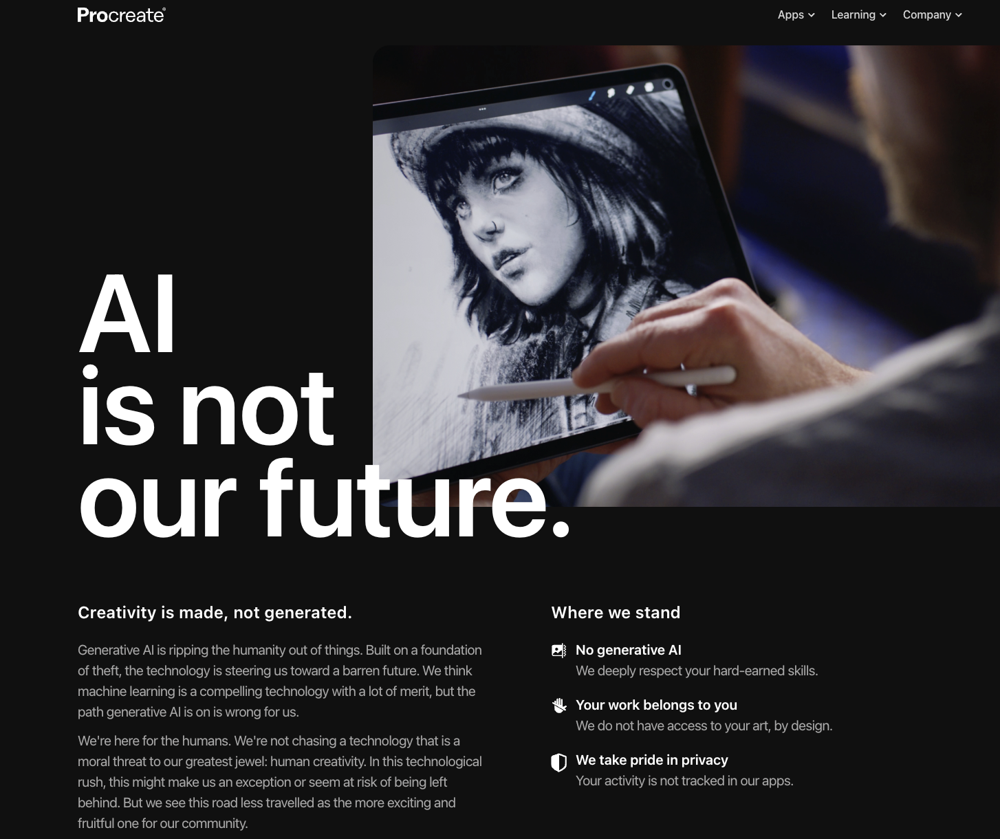 Procreate®
Apps
Learning
Company
AI
is not
our future.
Creativity is made, not generated.
Generative AI is ripping the humanity out of things. Built on a foundation
of theft, the technology is steering us toward a barren future. We think
machine learning is a compelling technology with a lot of merit, but the
path generative AI is on is wrong for us.
We're here for the humans. We're not chasing a technology that is a
moral threat to our greatest jewel: human creativity. In this technological
rush, this might make us an exception or seem at risk of being left
behind. But we see this road less travelled as the more exciting and
fruitful one for our community.
Where we stand
No generative AI
We deeply respect your hard-earned skills.
Your work belongs to you
We do not have access to your art, by design.
We take pride in privacy
Your activity is not tracked in our apps.